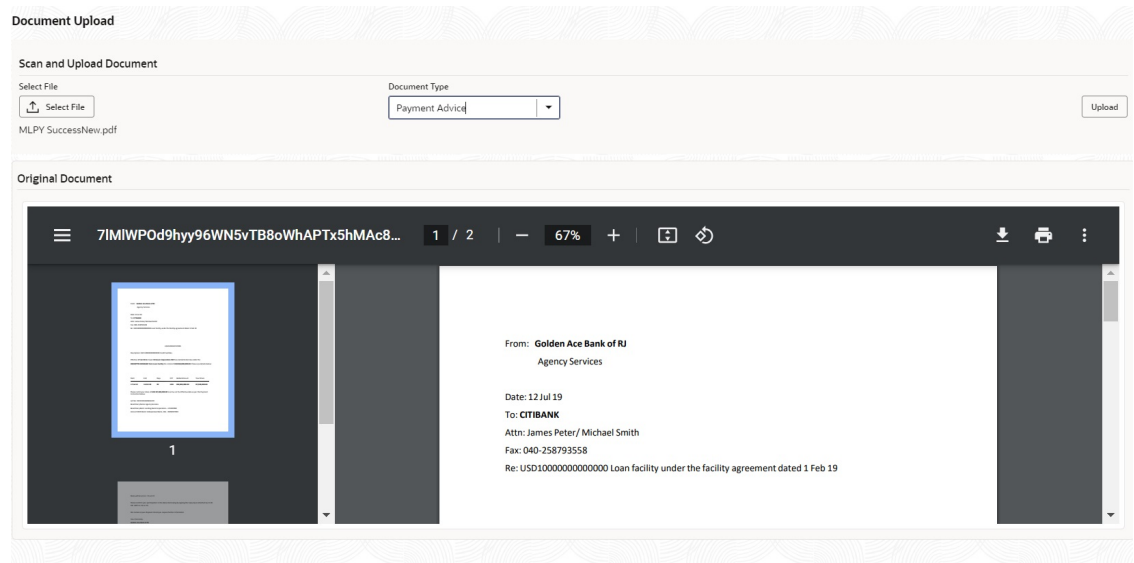 Document Upload
Scan and Upload Document
Select File
Document Type
Select File
Payment Advice
Upload
MLPY SuccessNew.pdf
Original Document
7lMlWPOd9hyy96WN5vTB8oWhAPTx5hMAc8... 1 / 2 67%
From: Golden Ace Bank of RJ
Agency Services
Date: 12 Jul 19
To: CITIBANK
Attn: James Peter/ Michael Smith
Fax: 040-258793558
Re: USD10000000000000 Loan facility under the facility agreement dated 1 Feb 19
1